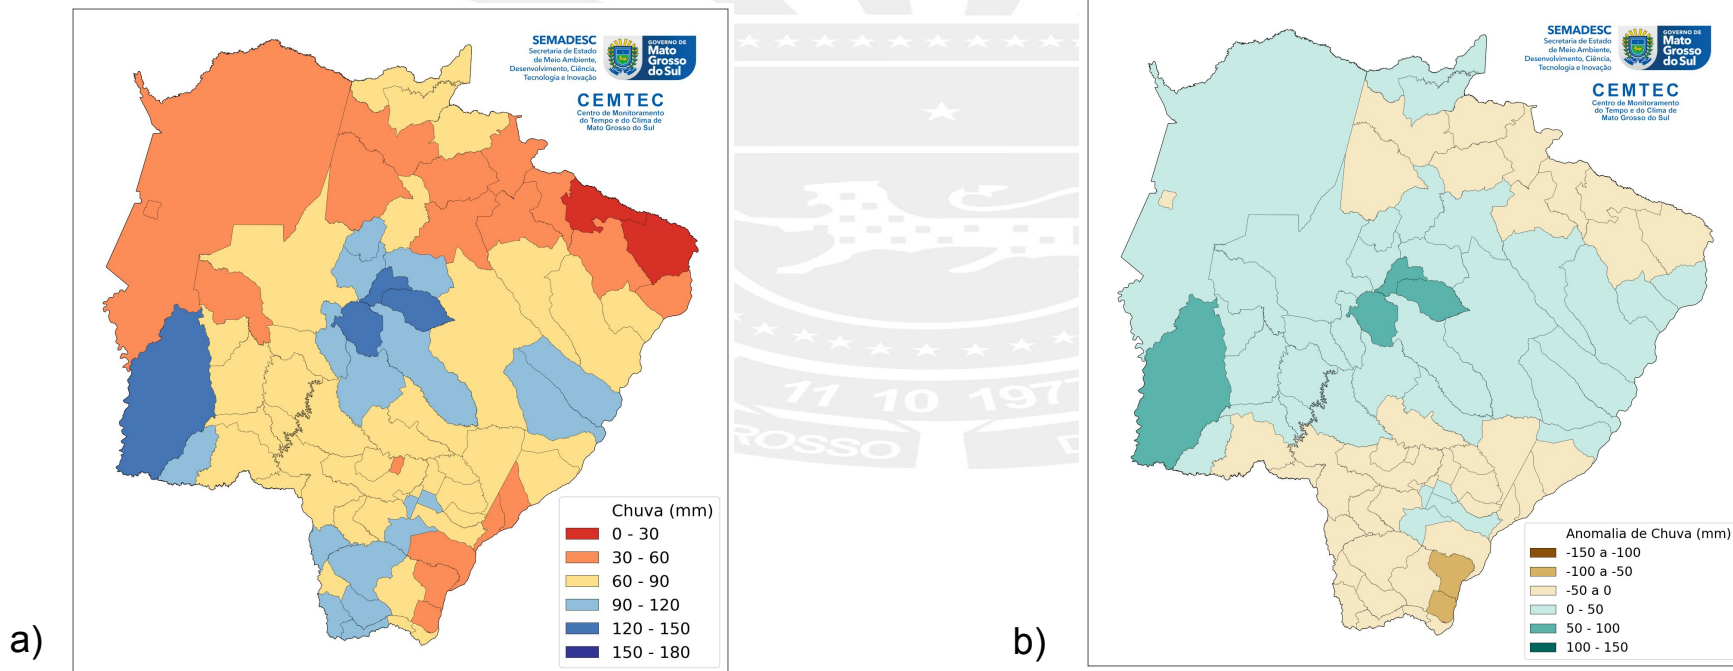 SEMADESC
Secretaria de Estado
de Meio Ambiente,
Desenvolvimento, Ciência,
Tecnologia e Inovação
GOVERNO DE
Mato
Grosso
do Sul
CEMTEC
Centro de Monitoramento
do Tempo e do Clima de
Mato Grosso do Sul
Chuva (mm)
0 - 30
30 - 60
60 - 90
90 - 120
120 - 150
150 - 180
a)
11 10 197
ROSSO
SEMADESC
Secretaria de Estado
de Meio Ambiente,
Desenvolvimento, Ciência,
Tecnologia e Inovação
GOVERNO DE
Mato
Grosso
do Sul
CEMTEC
Centro de Monitoramento
do Tempo e do Clima de
Mato Grosso do Sul
Anomalia de Chuva (mm)
-150 a -100
-100 a -50
-50 a 0
0 - 50
50 - 100
100 - 150
b)